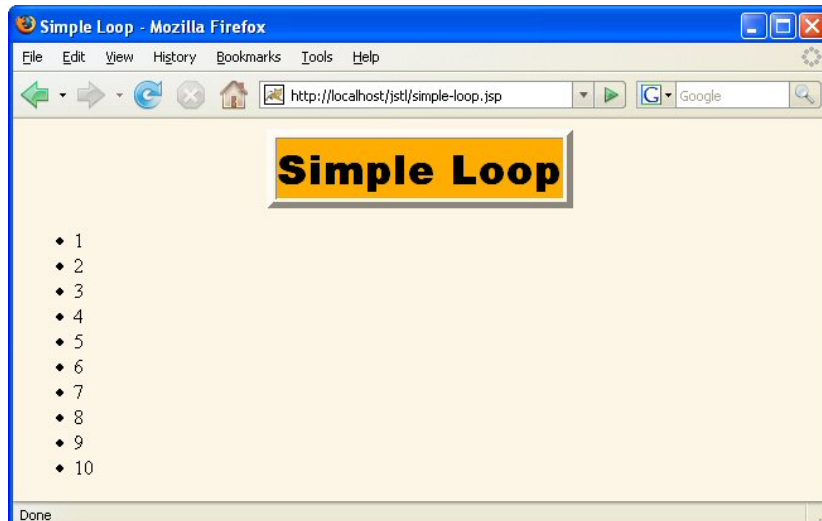 Simple Loop - Mozilla Firefox
File Edit View History Bookmarks Tools Help
http://localhost/jstl/simple-loop.jsp G Google
Simple Loop
1
2
3
4
5
6
7
8
9
10
Done